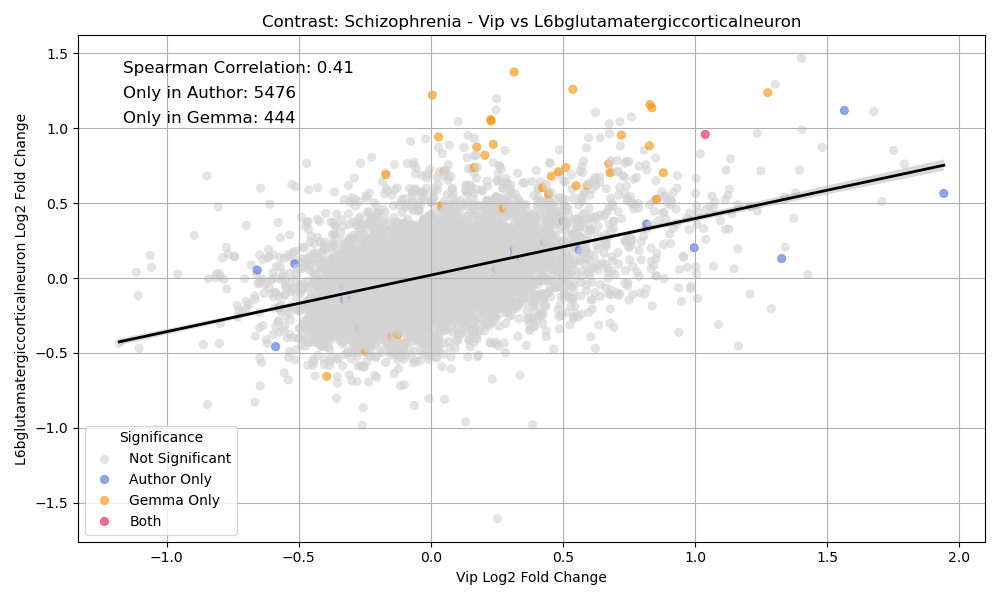 Contrast: Schizophrenia - Vip vs L6bglutamatergiccorticalneuron
Spearman Correlation: 0.41
Only in Author: 5476
Only in Gemma: 444
L6bglutamatergiccorticalneuron Log2 Fold Change
1.5
1.0
0.5
0.0
−0.5
−1.0
−1.5
Significance
Not Significant
Author Only
Gemma Only
Both
−1.0 −0.5 0.0 0.5 1.0 1.5 2.0
Vip Log2 Fold Change